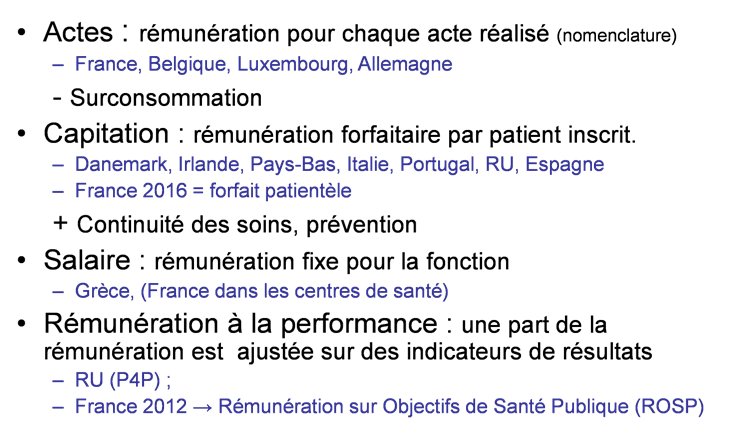 • Actes : rémunération pour chaque acte réalisé (nomenclature)
– France, Belgique, Luxembourg, Allemagne
- Surconsommation
• Capitation : rémunération forfaitaire par patient inscrit.
– Danemark, Irlande, Pays-Bas, Italie, Portugal, RU, Espagne
– France 2016 = forfait patientèle
+ Continuité des soins, prévention
• Salaire : rémunération fixe pour la fonction
– Grèce, (France dans les centres de santé)
• Rémunération à la performance : une part de la
rémunération est ajustée sur des indicateurs de résultats
– RU (P4P) ;
– France 2012 → Rémunération sur Objectifs de Santé Publique (ROSP)